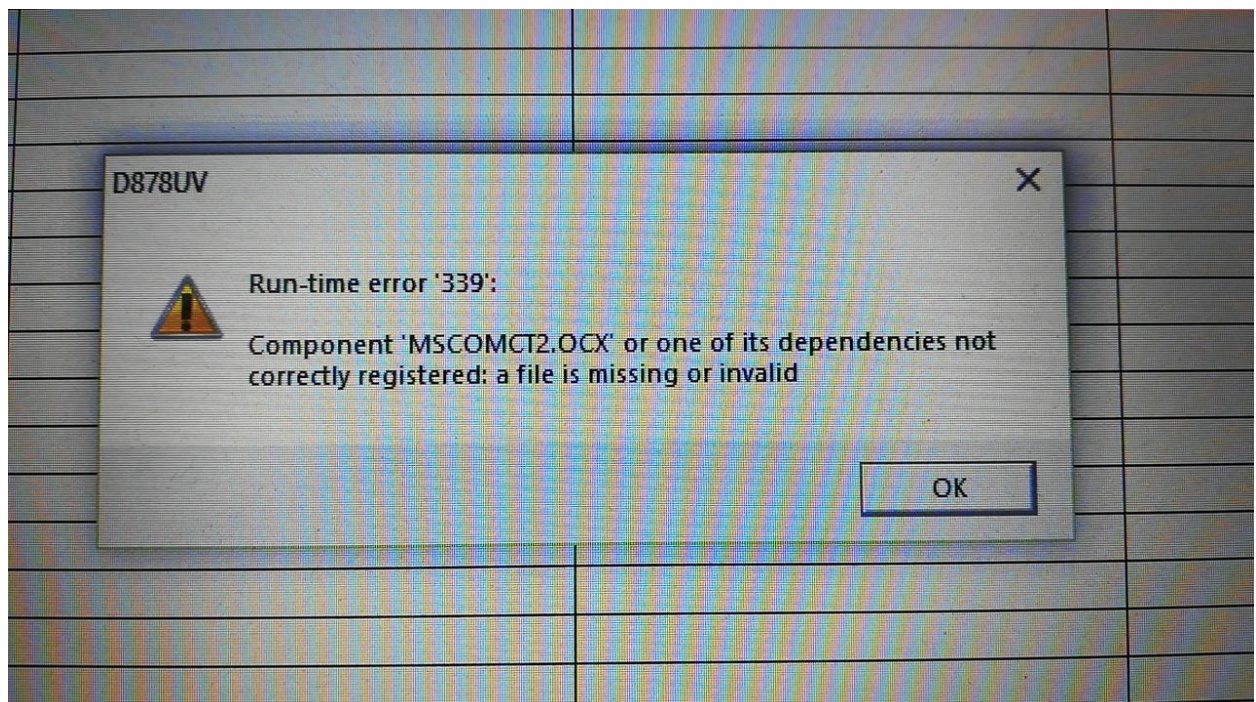 D878UV
Run-time error '339':
Component 'MSCOMCT2.OCX' or one of its dependencies not
correctly registered: a file is missing or invalid
OK